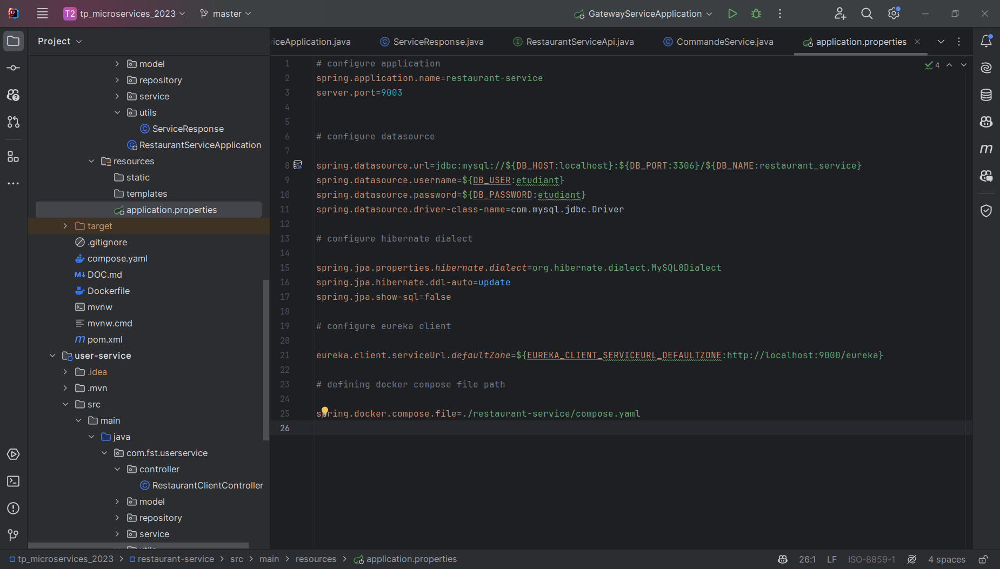 T2 tp_microservices_2023 master GatewayServiceApplication
Project
iceApplication.java ServiceResponse.java RestaurantServiceApi.java CommandeService.java application.properties
model
repository
service
utils
ServiceResponse
RestaurantServiceApplication
resources
static
templates
application.properties
target
.gitignore
compose.yaml
DOC.md
Dockerfile
mvnw
mvnw.cmd
pom.xml
user-service
.idea
.mvn
src
main
java
com.fst.userservice
controller
RestaurantClientController
model
repository
service
4
1 # configure application
2 spring.application.name=restaurant-service
3 server.port=9003
4
5
6 # configure datasource
7
8 spring.datasource.url=jdbc:mysql://${DB_HOST:localhost}:${DB_PORT:3306}/${DB_NAME:restaurant_service}
9 spring.datasource.username=${DB_USER:etudiant}
10 spring.datasource.password=${DB_PASSWORD:etudiant}
11 spring.datasource.driver-class-name=com.mysql.jdbc.Driver
12
13 # configure hibernate dialect
14
15 spring.jpa.properties.hibernate.dialect=org.hibernate.dialect.MySQL8Dialect
16 spring.jpa.hibernate.ddl-auto=update
17 spring.jpa.show-sql=false
18
19 # configure eureka client
20
21 eureka.client.serviceUrl.defaultZone=${EUREKA_CLIENT_SERVICEURL_DEFAULTZONE:http://localhost:9000/eureka}
22
23 # defining docker compose file path
24
25 spring.docker.compose.file=./restaurant-service/compose.yaml
26
tp_microservices_2023 > restaurant-service > src > main > resources > application.properties
26:1 LF ISO-8859-1 4 spaces